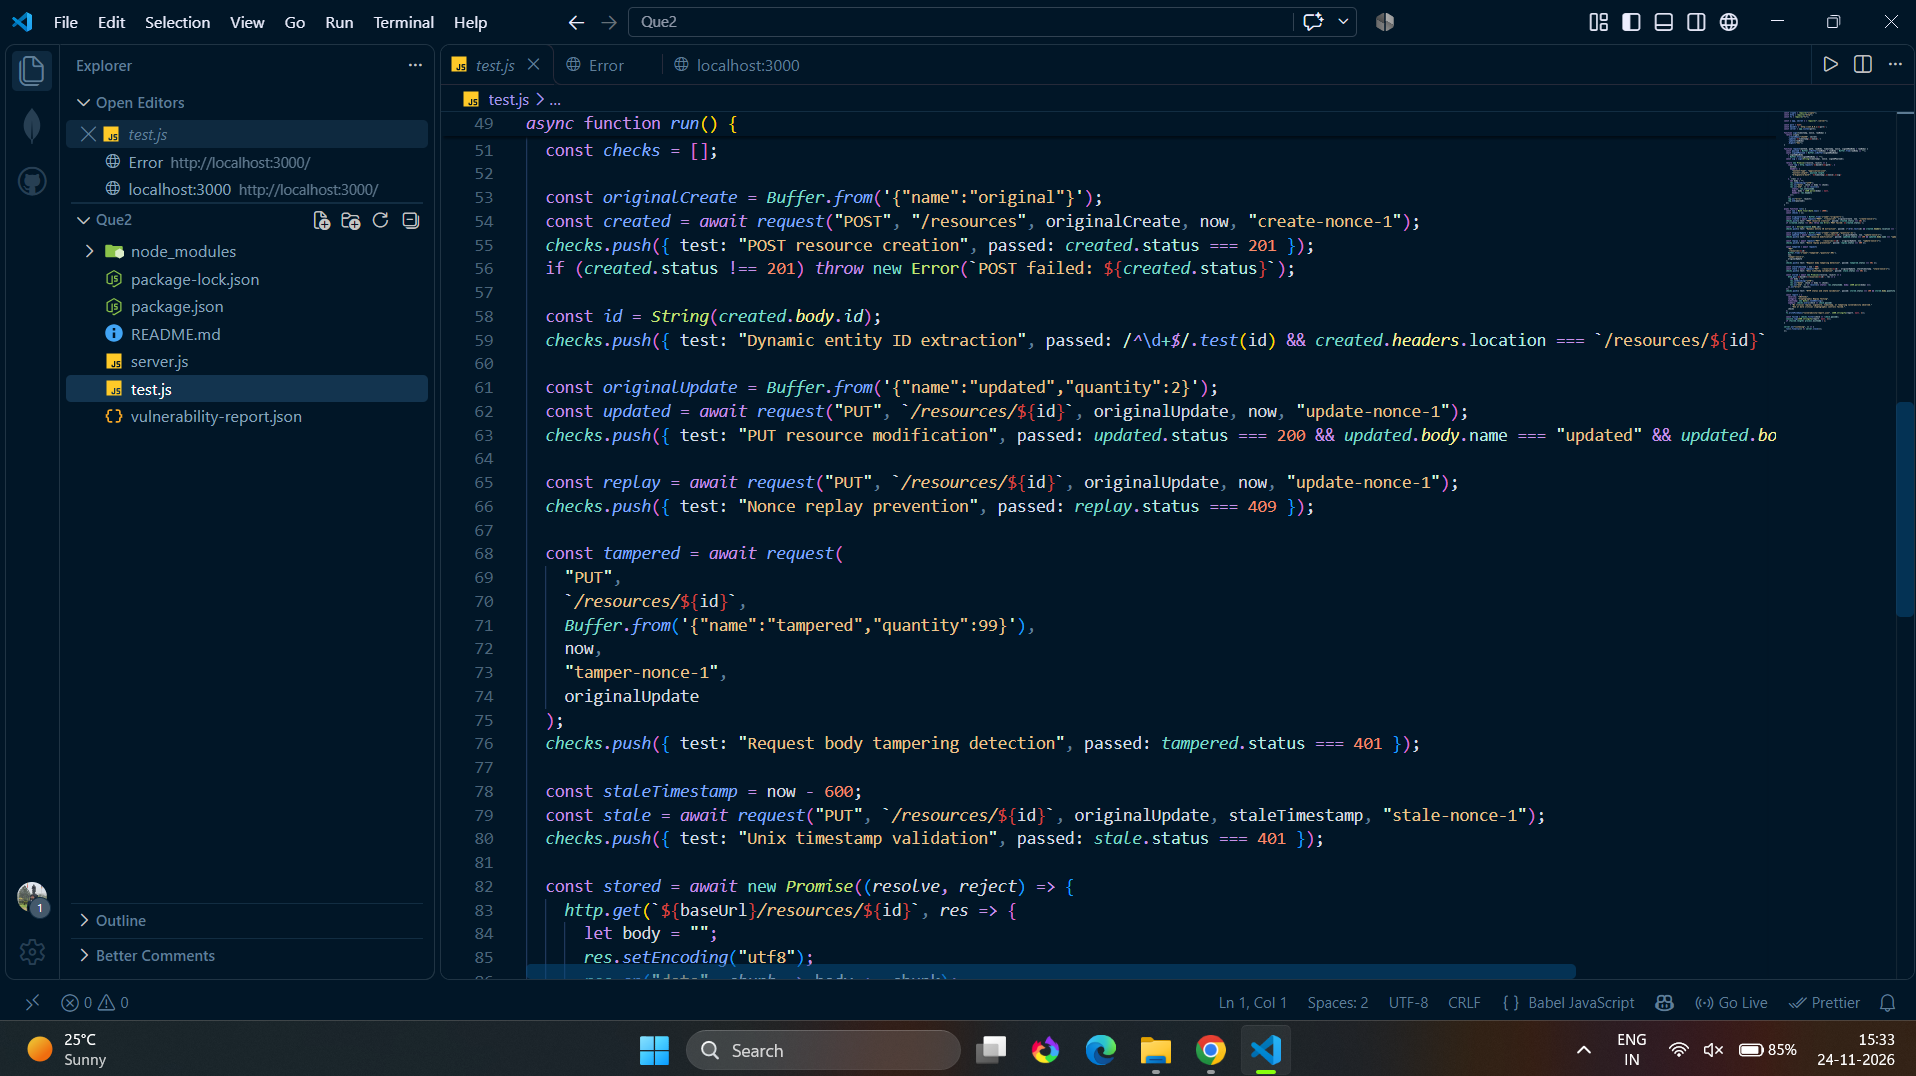 File Edit Selection View Go Run Terminal Help
Que2
Explorer
Open Editors
test.js
Error http://localhost:3000/
localhost:3000 http://localhost:3000/
Que2
node_modules
package-lock.json
package.json
README.md
server.js
test.js
vulnerability-report.json
Outline
Better Comments
test.js Error localhost:3000
test.js > ...
49 async function run() {
51 const checks = [];
52
53 const originalCreate = Buffer.from('{"name":"original"}');
54 const created = await request("POST", "/resources", originalCreate, now, "create-nonce-1");
55 checks.push({ test: "POST resource creation", passed: created.status === 201 });
56 if (created.status !== 201) throw new Error(`POST failed: ${created.status}`);
57
58 const id = String(created.body.id);
59 checks.push({ test: "Dynamic entity ID extraction", passed: /^\d+$/.test(id) && created.headers.location === `/resources/${id}`
60
61 const originalUpdate = Buffer.from('{"name":"updated","quantity":2}');
62 const updated = await request("PUT", `/resources/${id}`, originalUpdate, now, "update-nonce-1");
63 checks.push({ test: "PUT resource modification", passed: updated.status === 200 && updated.body.name === "updated" && updated.bo
64
65 const replay = await request("PUT", `/resources/${id}`, originalUpdate, now, "update-nonce-1");
66 checks.push({ test: "Nonce replay prevention", passed: replay.status === 409 });
67
68 const tampered = await request(
69 "PUT",
70 `/resources/${id}`,
71 Buffer.from('{"name":"tampered","quantity":99}'),
72 now,
73 "tamper-nonce-1",
74 originalUpdate
75 );
76 checks.push({ test: "Request body tampering detection", passed: tampered.status === 401 });
77
78 const staleTimestamp = now - 600;
79 const stale = await request("PUT", `/resources/${id}`, originalUpdate, staleTimestamp, "stale-nonce-1");
80 checks.push({ test: "Unix timestamp validation", passed: stale.status === 401 });
81
82 const stored = await new Promise((resolve, reject) => {
83 http.get(`${baseUrl}/resources/${id}`, res => {
84 let body = "";
85 res.setEncoding("utf8");
1
0 0
Ln 1, Col 1 Spaces: 2 UTF-8 CRLF { } Babel JavaScript Go Live Prettier
25°C
Sunny
Search
ENG
IN
85%
15:33
24-11-2026